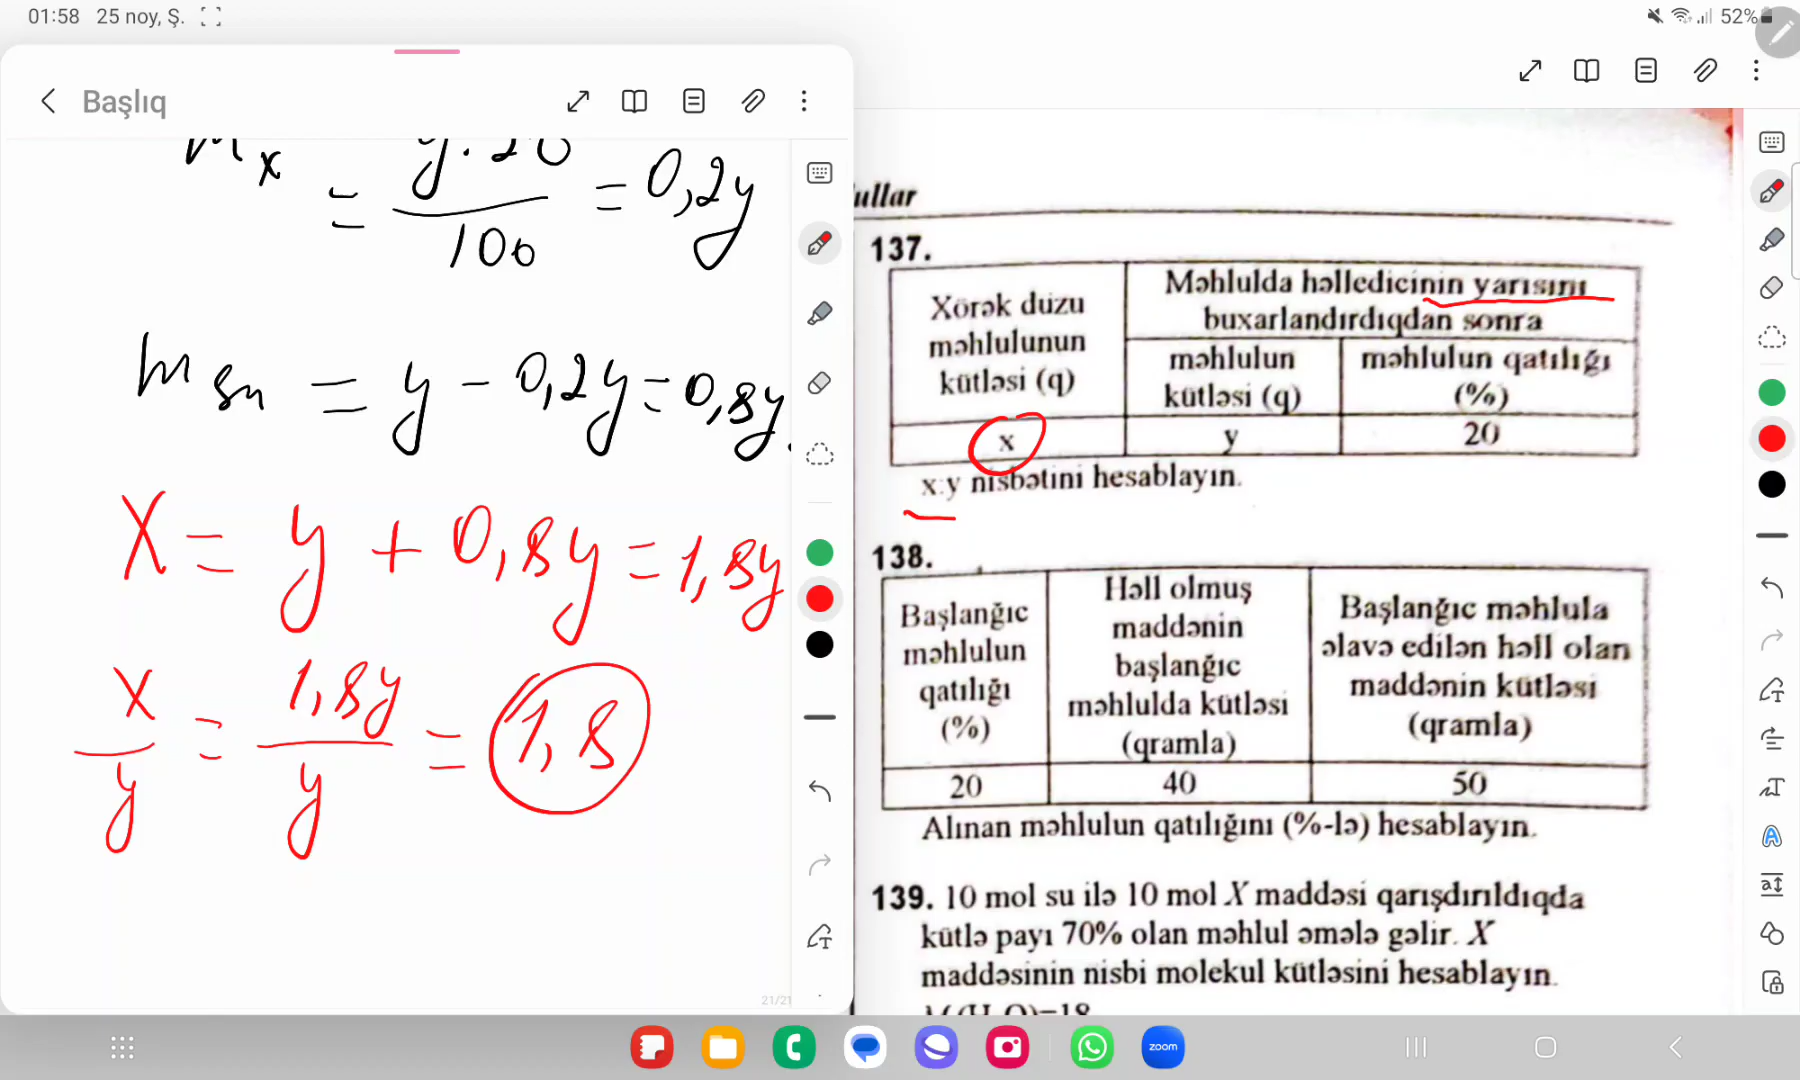 01:58 25 noy, Ş. 52%
Başlıq
m x = y · 20 / 100 = 0,2y
m su = y - 0,2y = 0,8y.
X = y + 0,8y = 1,8y
x / y = 1,8y / y = 1,8
21/21
ullar
137.
Xörək duzu məhlulunun kütləsi (q)
Məhlulda həlledicinin yarısını buxarlandırdıqdan sonra
məhlulun kütləsi (q)
məhlulun qatılığı (%)
x y 20
x:y nisbətini hesablayın.
138.
Başlanğıc məhlulun qatılığı (%)
Həll olmuş maddənin başlanğıc məhlulda kütləsi (qramla)
Başlanğıc məhlula əlavə edilən həll olan maddənin kütləsi (qramla)
20 40 50
Alınan məhlulun qatılığını (%-lə) hesablayın.
139. 10 mol su ilə 10 mol X maddəsi qarışdırıldıqda
kütlə payı 70% olan məhlul əmələ gəlir. X
maddəsinin nisbi molekul kütləsini hesablayın.
zoom